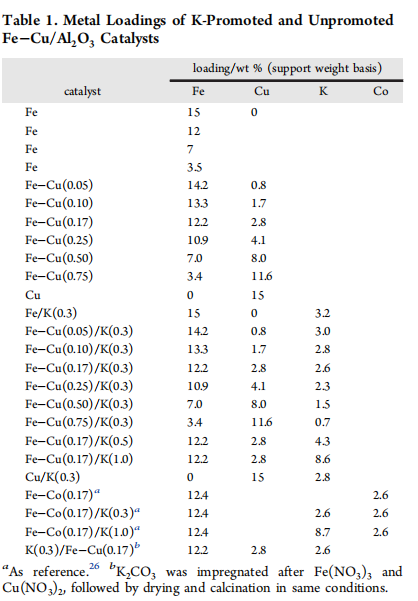 Table 1. Metal Loadings of K-Promoted and Unpromoted
Fe−Cu/Al2O3 Catalysts
loading/wt % (support weight basis)
catalyst Fe Cu K Co
Fe 15 0
Fe 12
Fe 7
Fe 3.5
Fe−Cu(0.05) 14.2 0.8
Fe−Cu(0.10) 13.3 1.7
Fe−Cu(0.17) 12.2 2.8
Fe−Cu(0.25) 10.9 4.1
Fe−Cu(0.50) 7.0 8.0
Fe−Cu(0.75) 3.4 11.6
Cu 0 15
Fe/K(0.3) 15 0 3.2
Fe−Cu(0.05)/K(0.3) 14.2 0.8 3.0
Fe−Cu(0.10)/K(0.3) 13.3 1.7 2.8
Fe−Cu(0.17)/K(0.3) 12.2 2.8 2.6
Fe−Cu(0.25)/K(0.3) 10.9 4.1 2.3
Fe−Cu(0.50)/K(0.3) 7.0 8.0 1.5
Fe−Cu(0.75)/K(0.3) 3.4 11.6 0.7
Fe−Cu(0.17)/K(0.5) 12.2 2.8 4.3
Fe−Cu(0.17)/K(1.0) 12.2 2.8 8.6
Cu/K(0.3) 0 15 2.8
Fe−Co(0.17)a 12.4 2.6
Fe−Co(0.17)/K(0.3)a 12.4 2.6 2.6
Fe−Co(0.17)/K(1.0)a 12.4 8.7 2.6
K(0.3)/Fe−Cu(0.17)b 12.2 2.8 2.6
aAs reference.26 bK2CO3 was impregnated after Fe(NO3)3 and
Cu(NO3)2, followed by drying and calcination in same conditions.